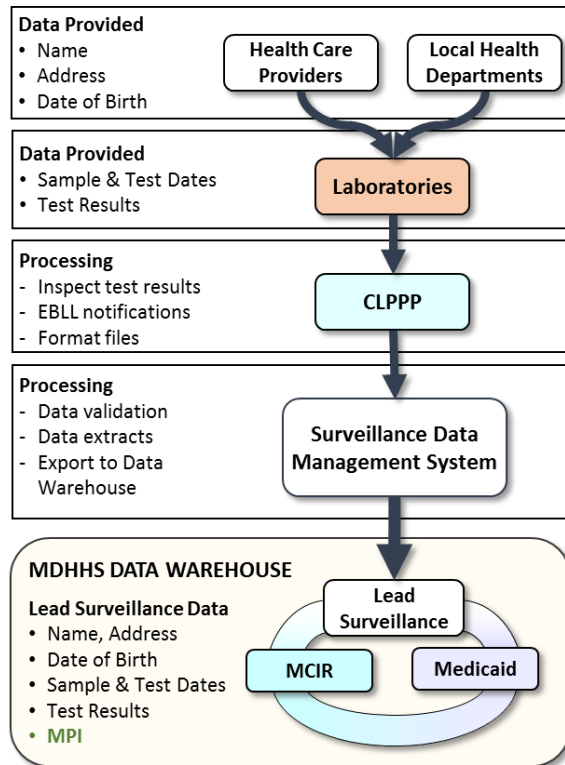 Data Provided
• Name
• Address
• Date of Birth
Health Care
Providers
Local Health
Departments
Data Provided
• Sample & Test Dates
• Test Results
Laboratories
Processing
- Inspect test results
- EBLL notifications
- Format files
CLPPP
Processing
- Data validation
- Data extracts
- Export to Data
Warehouse
Surveillance Data
Management System
MDHHS DATA WAREHOUSE
Lead Surveillance Data
• Name, Address
• Date of Birth
• Sample & Test Dates
• Test Results
• MPI
Lead
Surveillance
MCIR
Medicaid